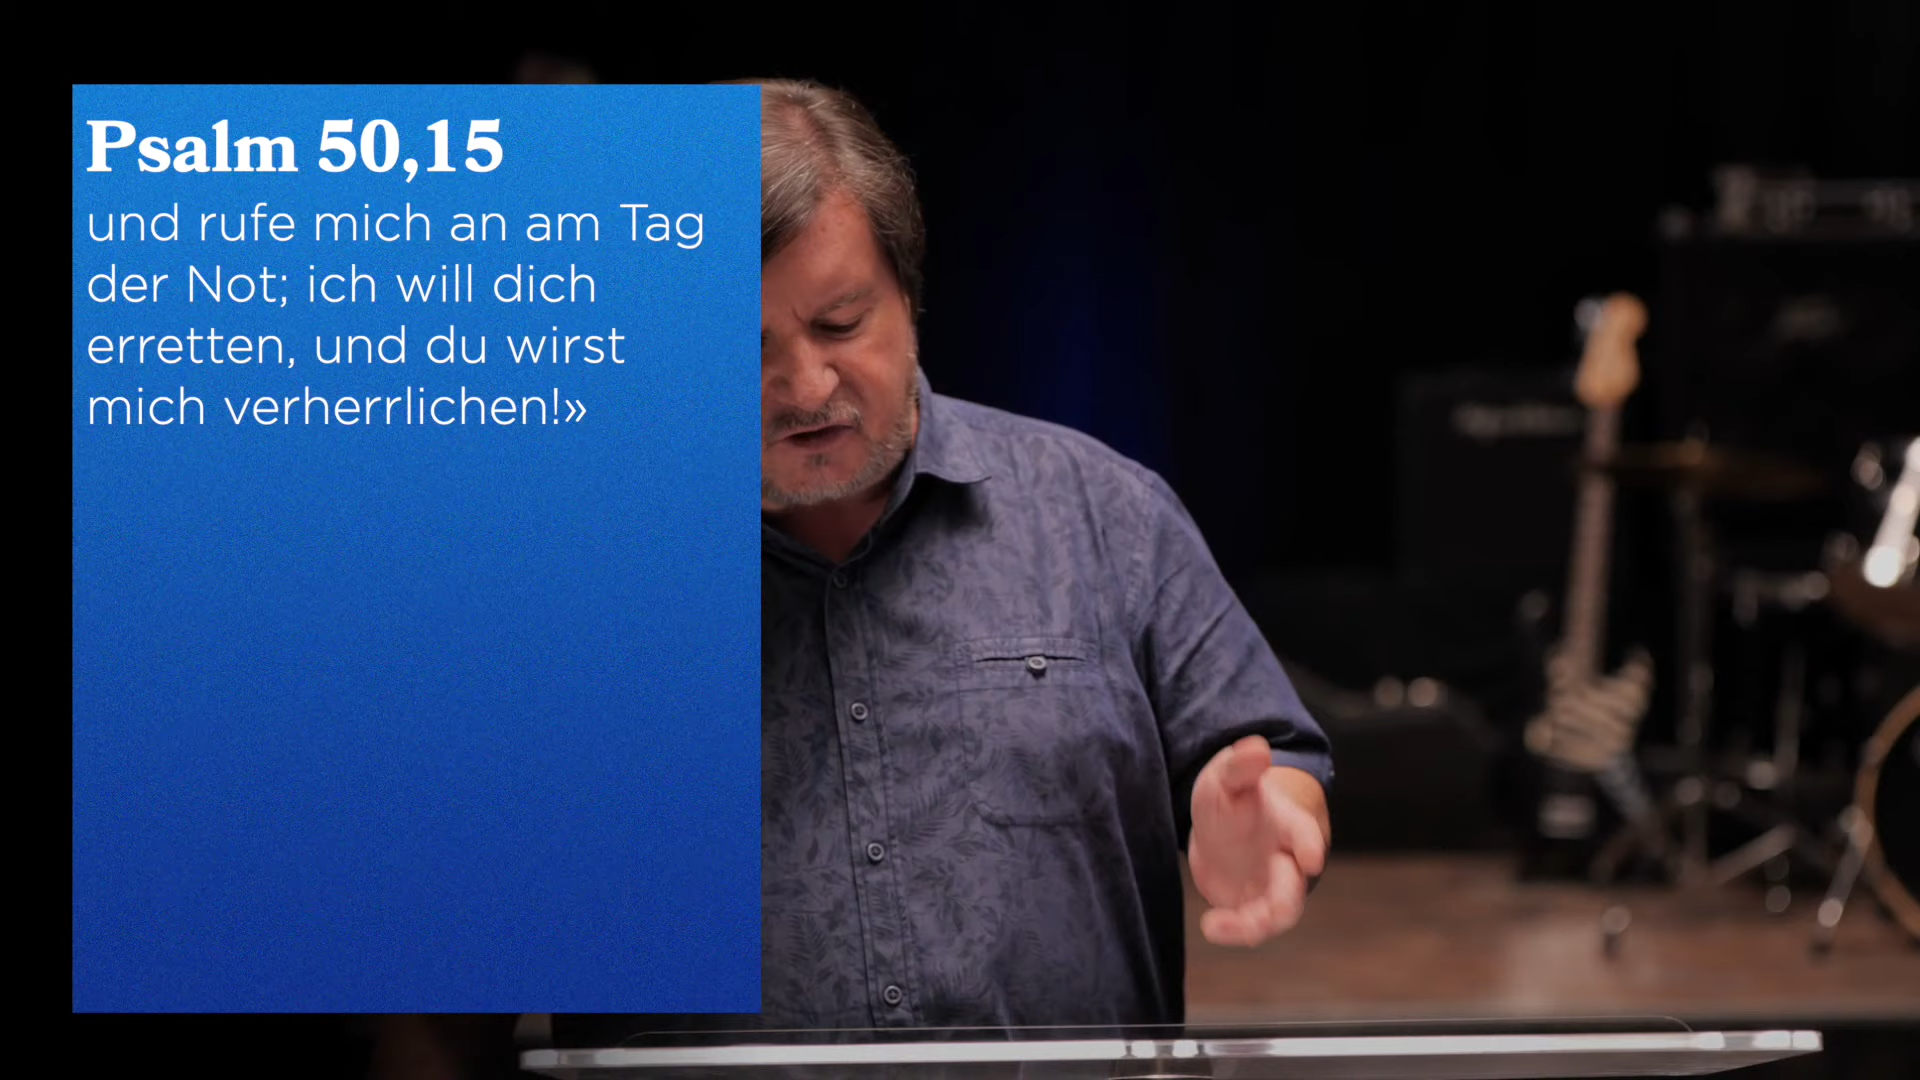 Psalm 50,15
und rufe mich an am Tag
der Not; ich will dich
erretten, und du wirst
mich verherrlichen!»